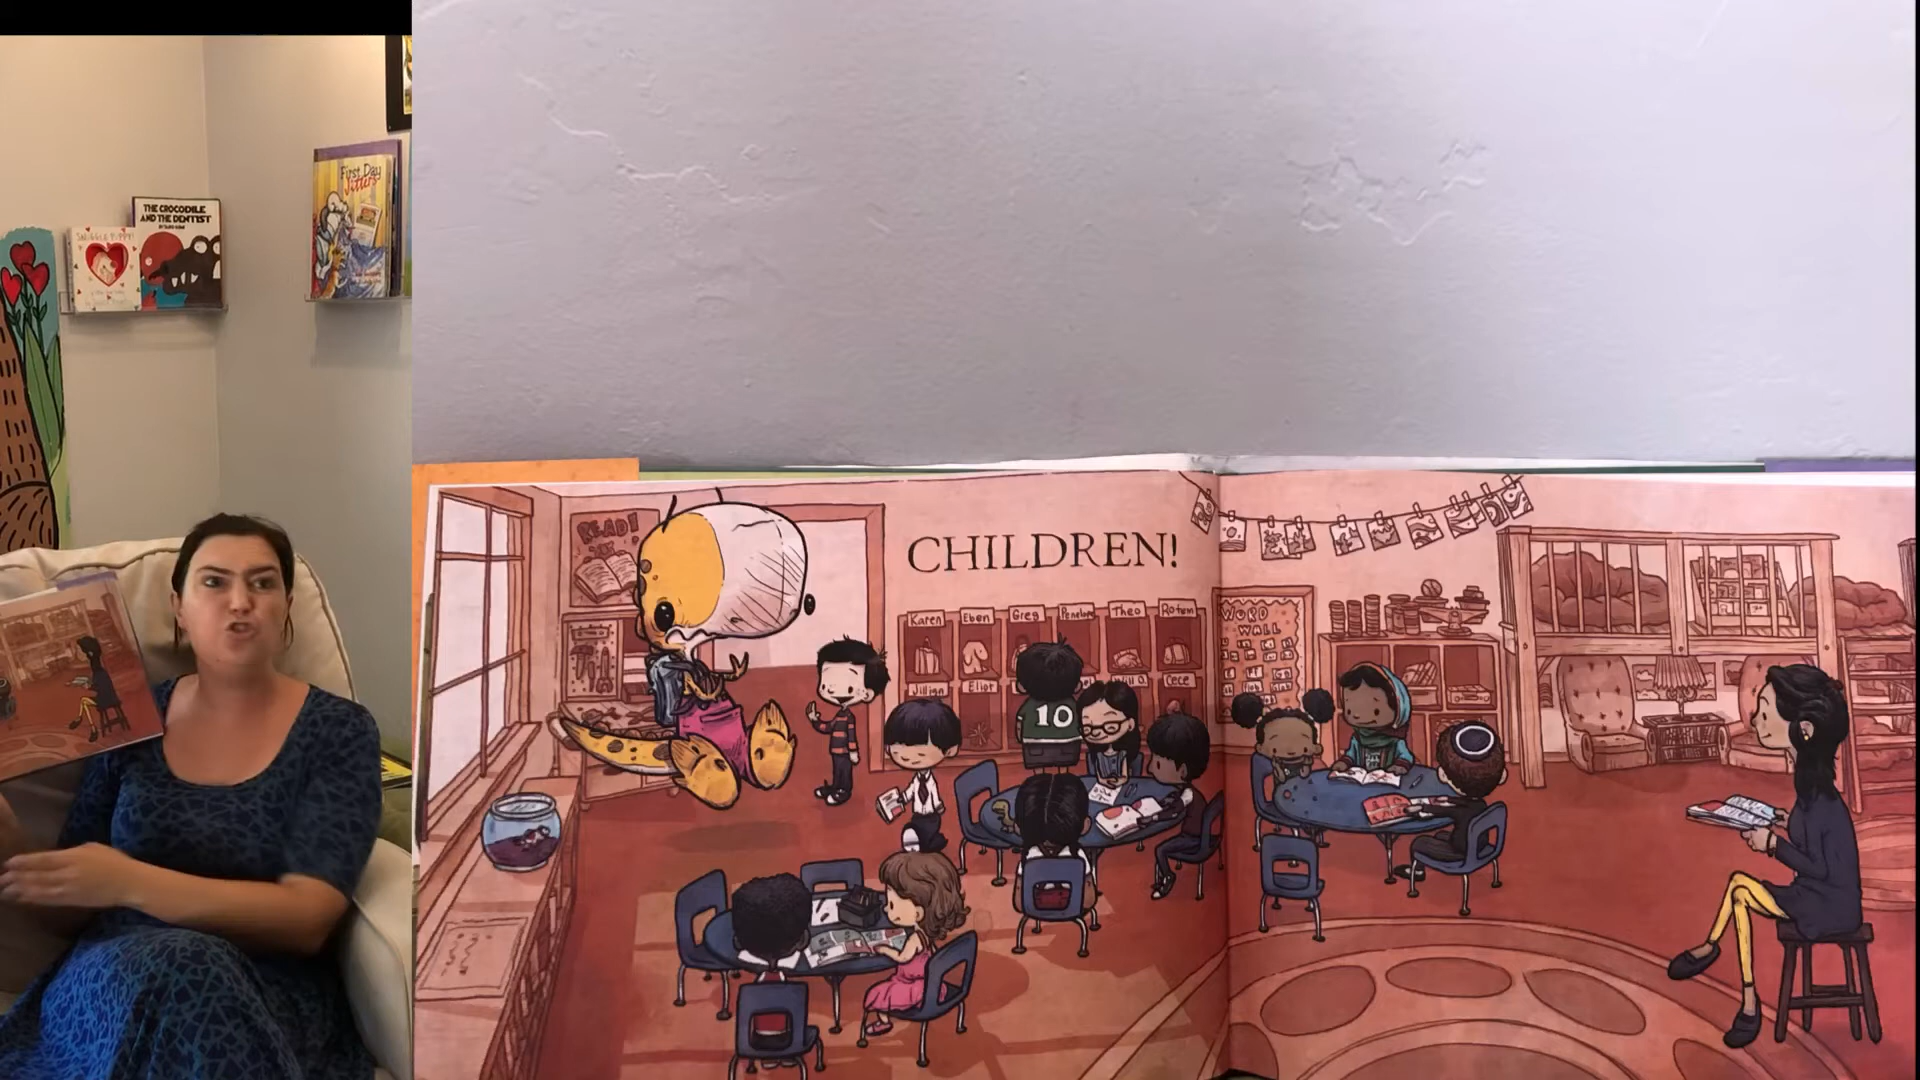 First Day
Jitters
THE CROCODILE
AND THE DENTIST
READ!
CHILDREN!
Karen
Eben
Greg
Penelope
Theo
Rotem
Jillian
Eliot
Will D.
Cece
WORD
WALL
10